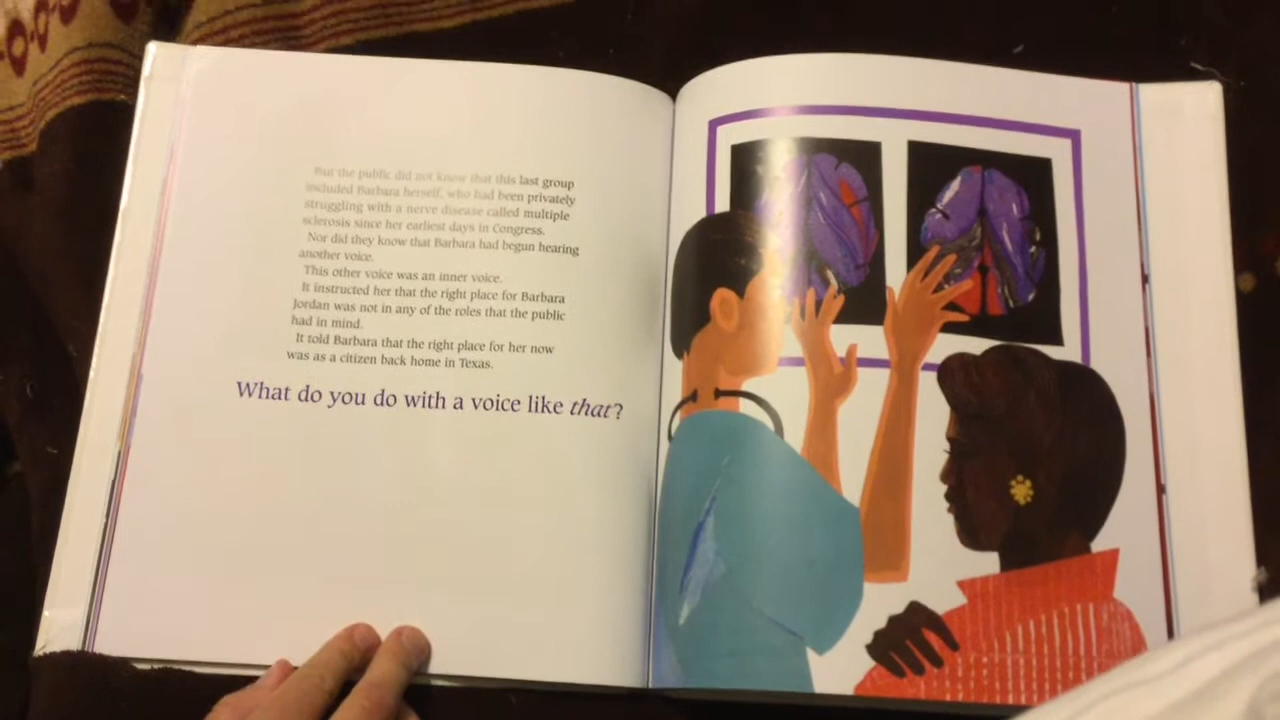 But the public did not know that this last group
included Barbara herself, who had been privately
struggling with a nerve disease called multiple
sclerosis since her earliest days in Congress.
Nor did they know that Barbara had begun hearing
another voice.
This other voice was an inner voice.
It instructed her that the right place for Barbara
Jordan was not in any of the roles that the public
had in mind.
It told Barbara that the right place for her now
was as a citizen back home in Texas.
What do you do with a voice like that?